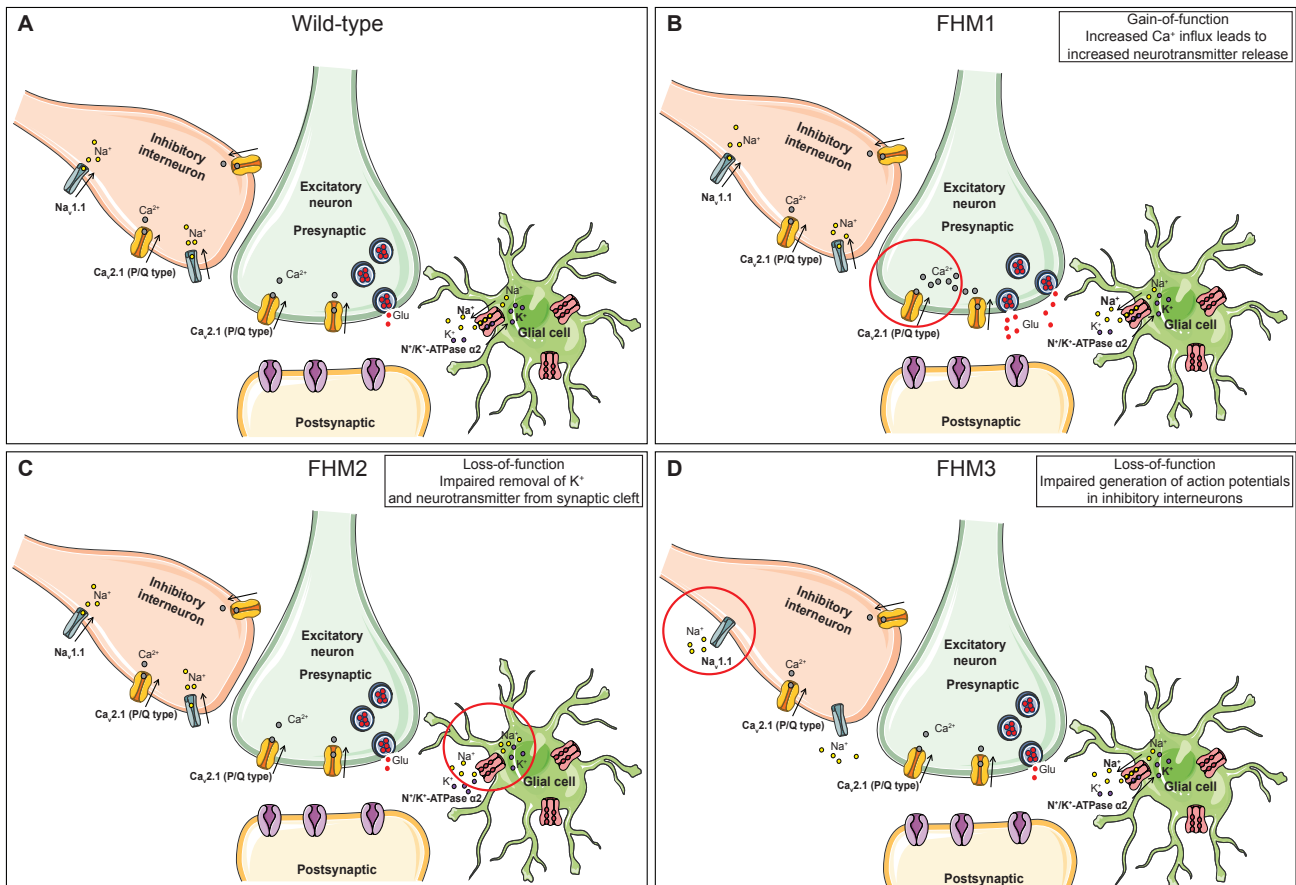 A
Wild-type
Inhibitory
interneuron
Na⁺
Naᵥ1.1
Ca²⁺
Na⁺
Caᵥ2.1 (P/Q type)
Excitatory
neuron
Presynaptic
Ca²⁺
Caᵥ2.1 (P/Q type)
Glu
Na⁺
Na⁺
K⁺
K⁺
Glial cell
N⁺/K⁺-ATPase α2
Postsynaptic
B
FHM1
Gain-of-function
Increased Ca⁺ influx leads to
increased neurotransmitter release
Inhibitory
interneuron
Na⁺
Naᵥ1.1
Ca²⁺
Na⁺
Caᵥ2.1 (P/Q type)
Excitatory
neuron
Presynaptic
Ca²⁺
Caᵥ2.1 (P/Q type)
Glu
Na⁺
Na⁺
K⁺
K⁺
Glial cell
N⁺/K⁺-ATPase α2
Postsynaptic
C
FHM2
Loss-of-function
Impaired removal of K⁺
and neurotransmitter from synaptic cleft
Inhibitory
interneuron
Na⁺
Naᵥ1.1
Ca²⁺
Na⁺
Caᵥ2.1 (P/Q type)
Excitatory
neuron
Presynaptic
Ca²⁺
Caᵥ2.1 (P/Q type)
Glu
Na⁺
Na⁺
K⁺
K⁺
Glial cell
N⁺/K⁺-ATPase α2
Postsynaptic
D
FHM3
Loss-of-function
Impaired generation of action potentials
in inhibitory interneurons
Inhibitory
interneuron
Na⁺
Naᵥ1.1
Ca²⁺
Caᵥ2.1 (P/Q type)
Na⁺
Excitatory
neuron
Presynaptic
Ca²⁺
Caᵥ2.1 (P/Q type)
Glu
Na⁺
Na⁺
K⁺
K⁺
Glial cell
N⁺/K⁺-ATPase α2
Postsynaptic